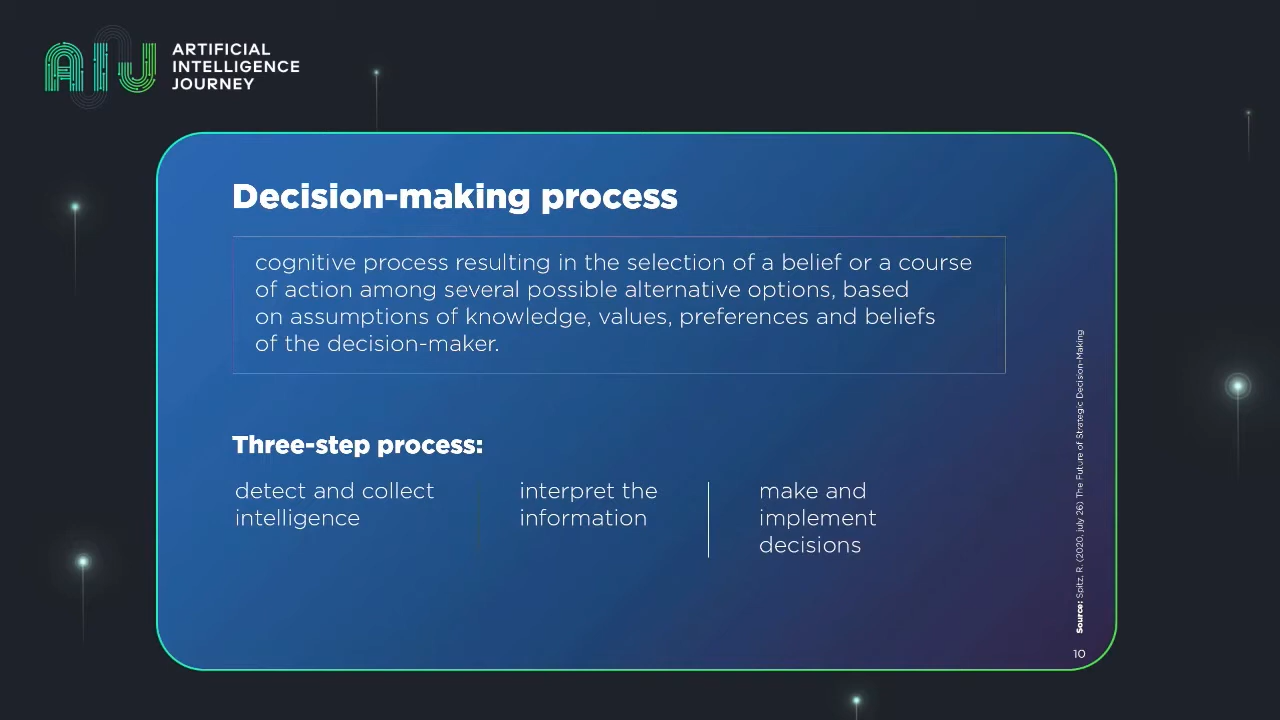 AIJ
ARTIFICIAL
INTELLIGENCE
JOURNEY
Decision-making process
cognitive process resulting in the selection of a belief or a course
of action among several possible alternative options, based
on assumptions of knowledge, values, preferences and beliefs
of the decision-maker.
Three-step process:
detect and collect
intelligence
interpret the
information
make and
implement
decisions
Source: Spitz, R. (2020, july 26) The Future of Strategic Decision-Making
10